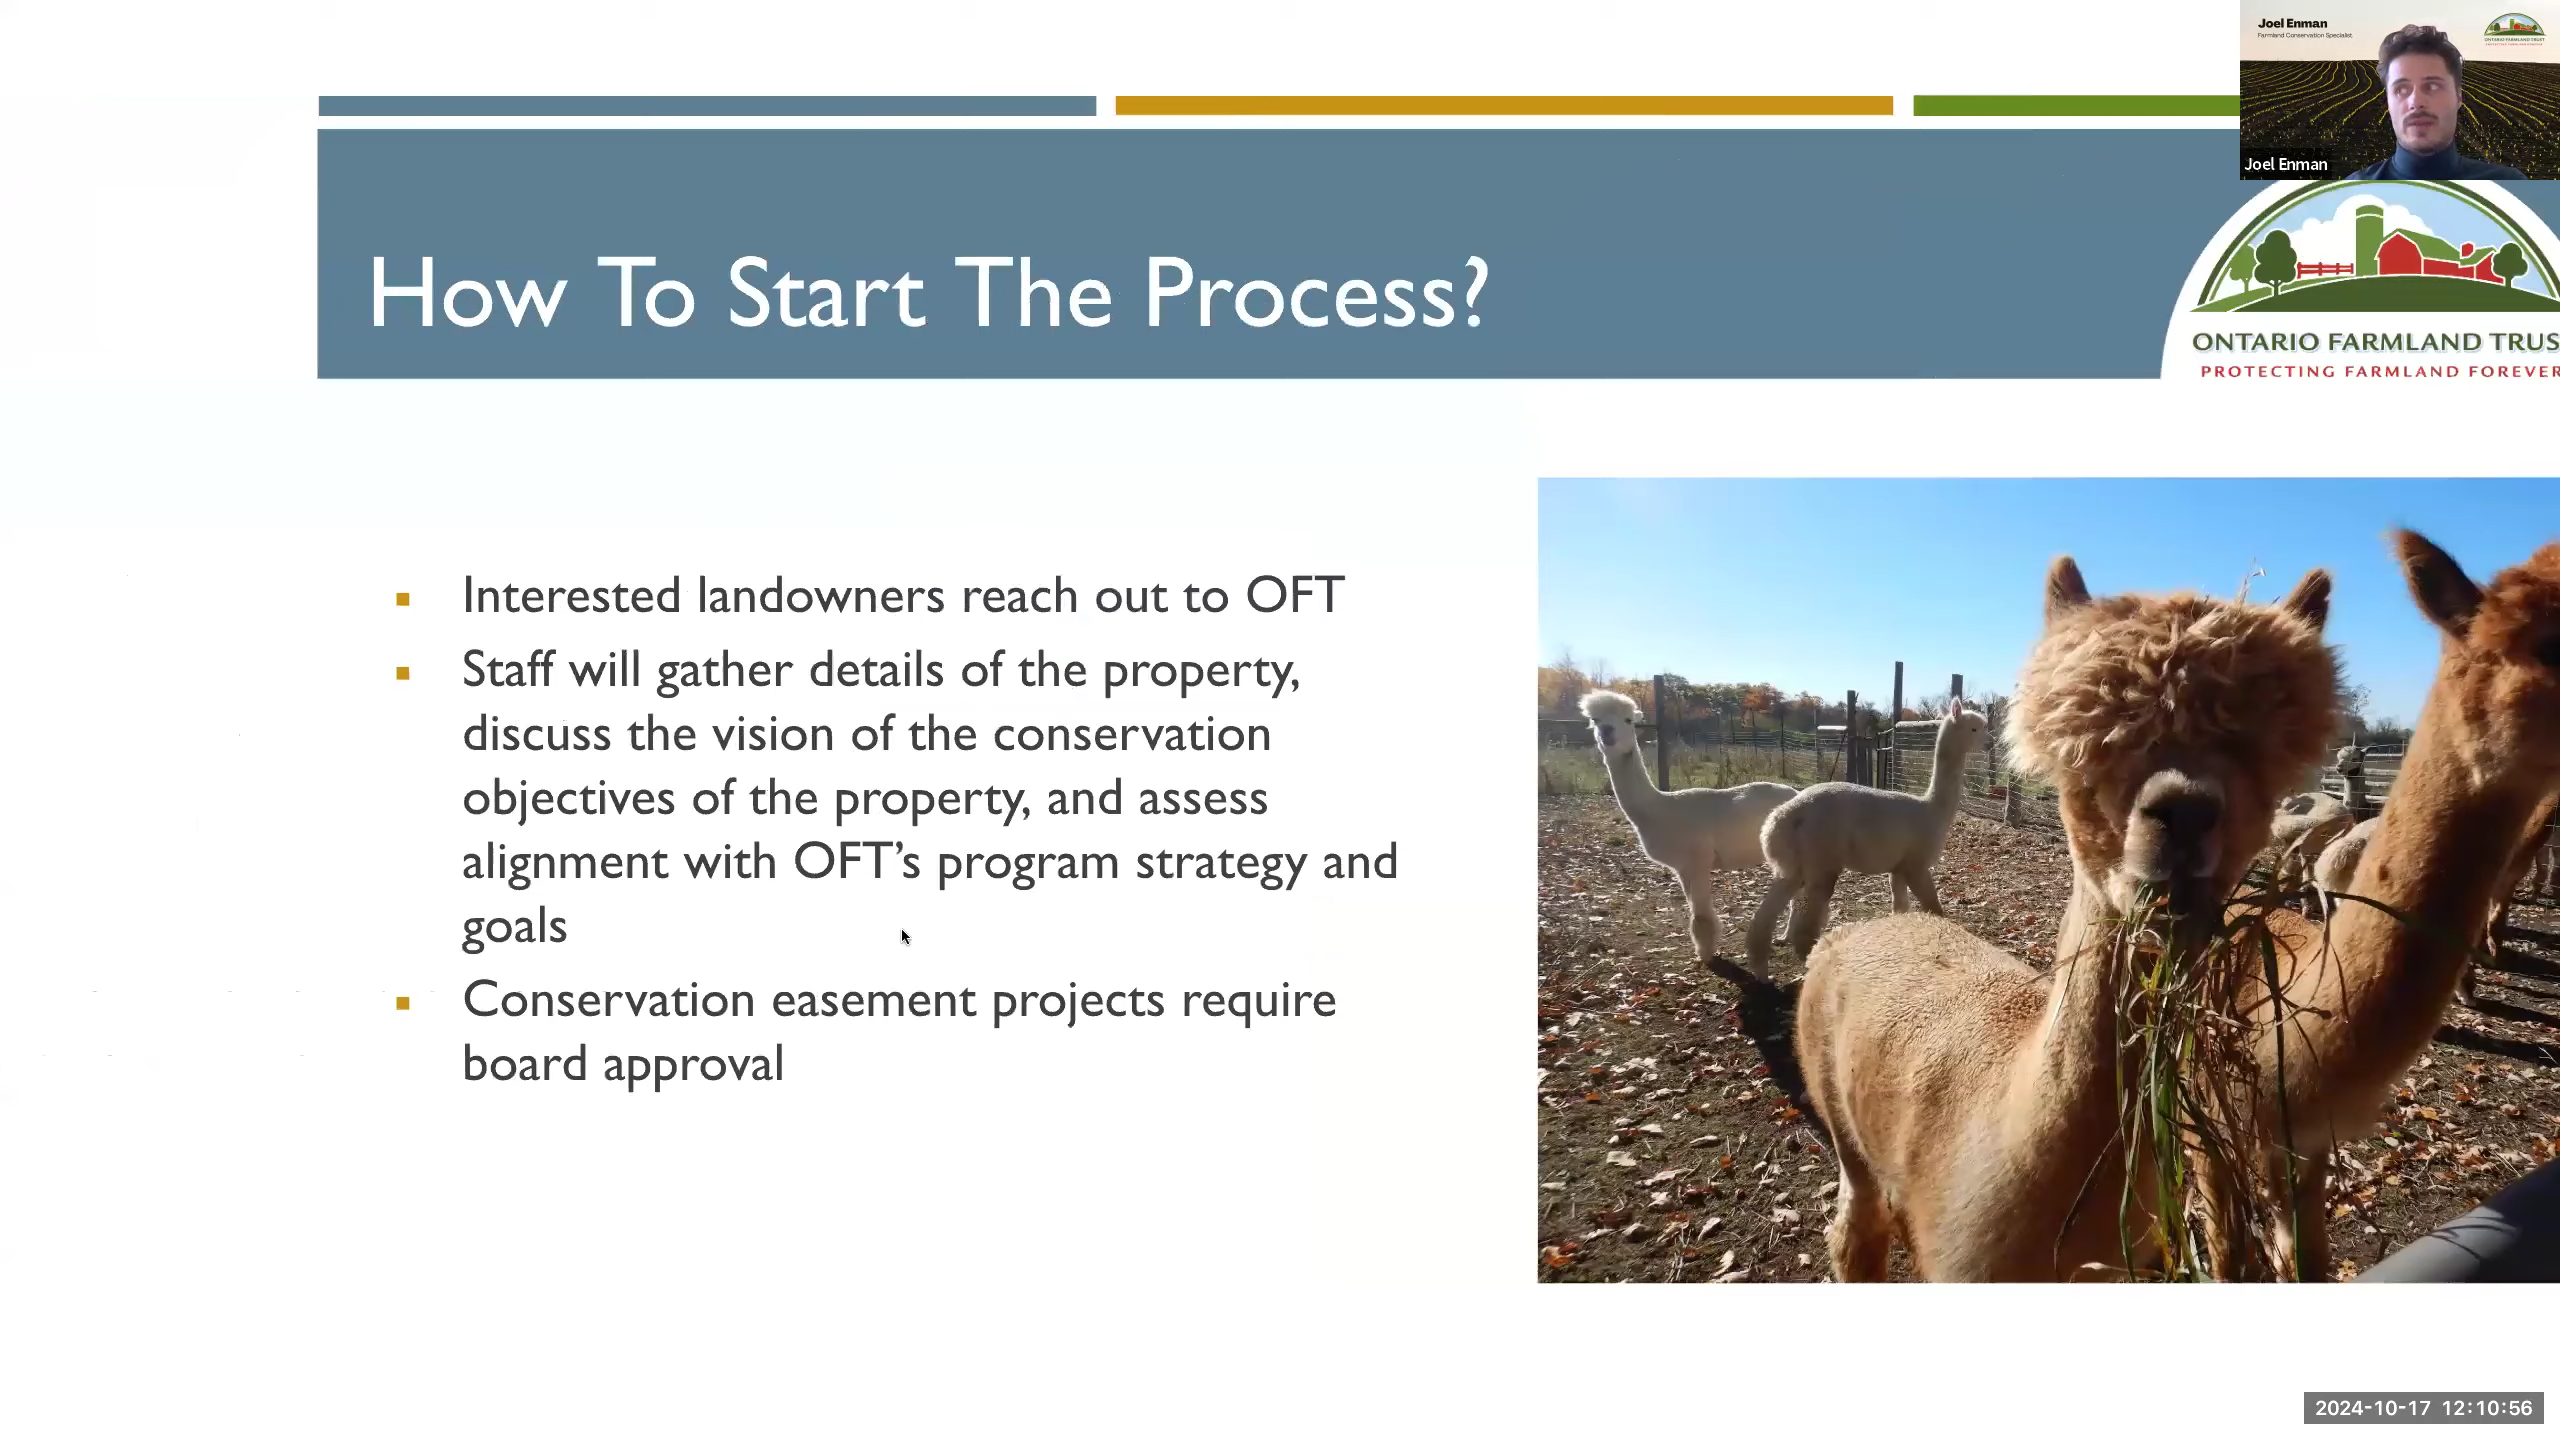 Joel Enman
Farmland Conservation Specialist
Joel Enman
How To Start The Process?
ONTARIO FARMLAND TRUS
PROTECTING FARMLAND FOREVER
Interested landowners reach out to OFT
Staff will gather details of the property,
discuss the vision of the conservation
objectives of the property, and assess
alignment with OFT’s program strategy and
goals
Conservation easement projects require
board approval
2024-10-17 12:10:56